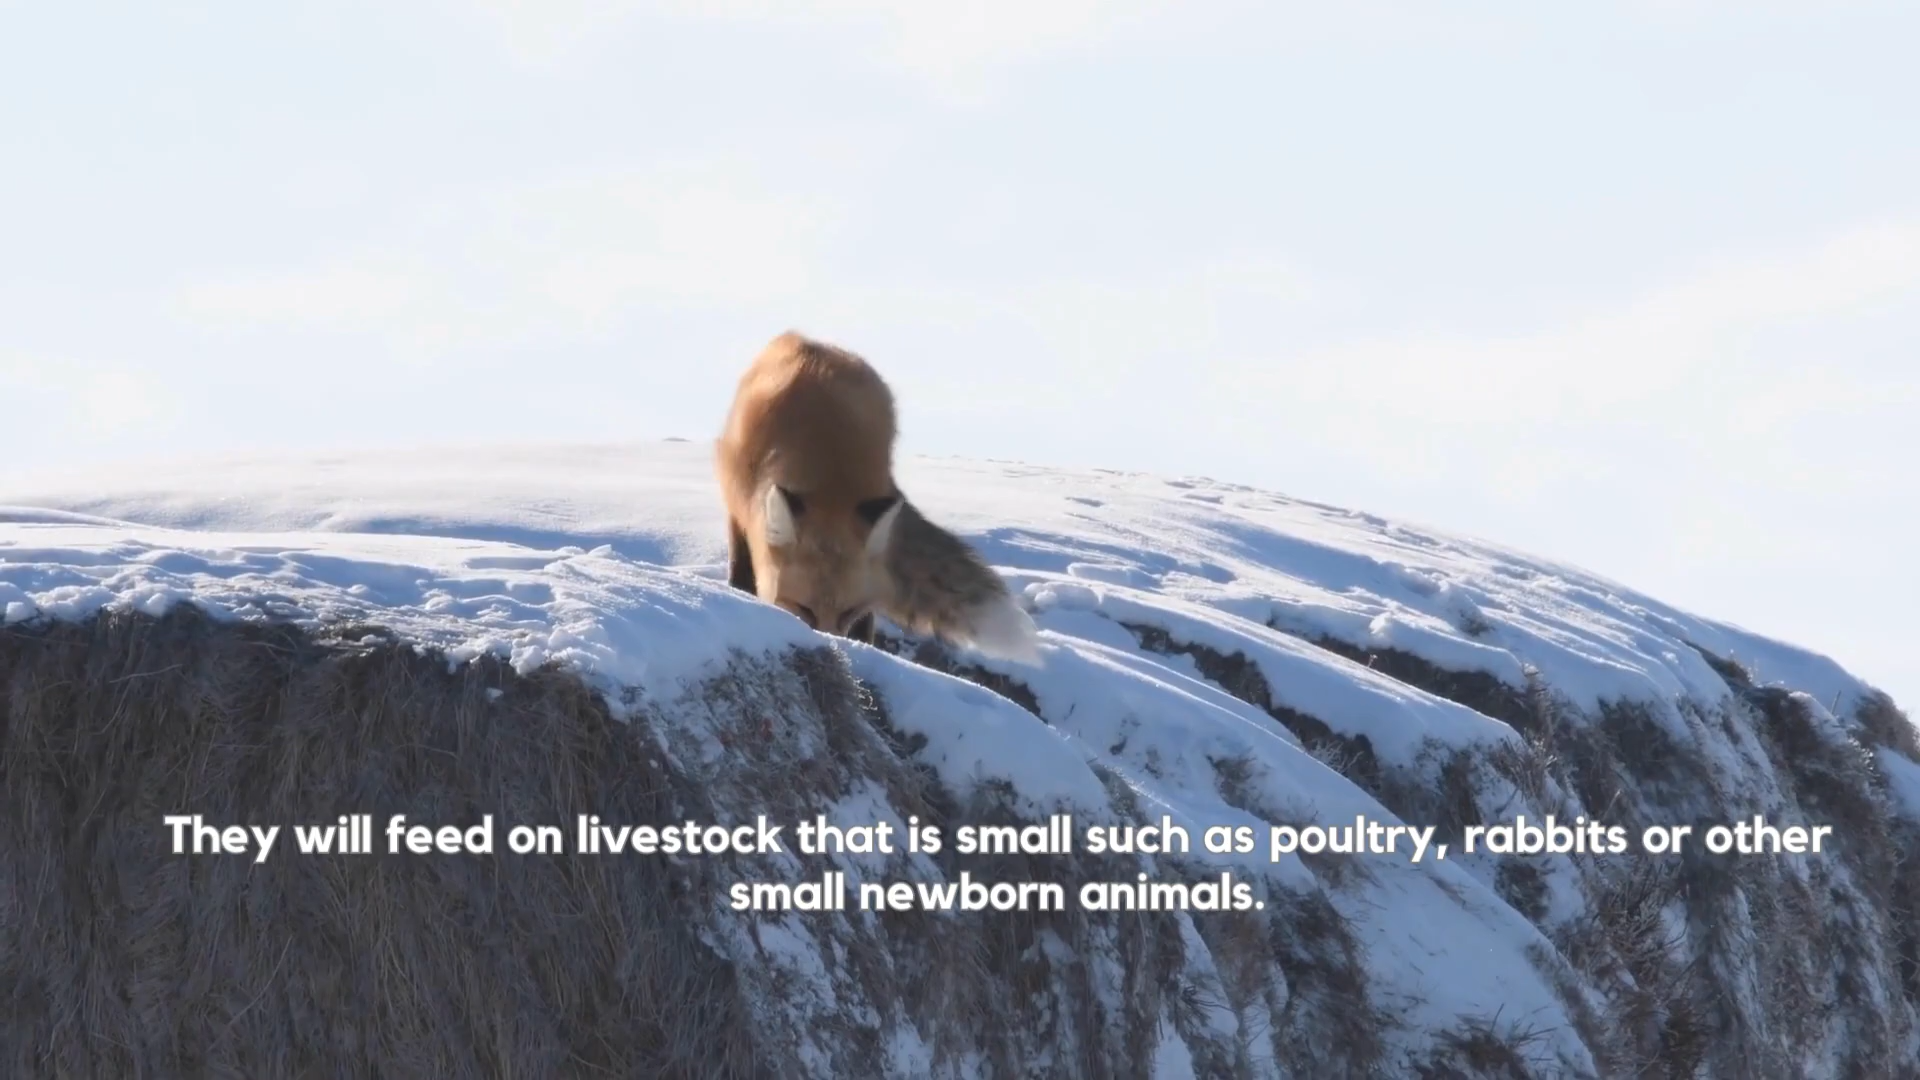 They will feed on livestock that is small such as poultry, rabbits or other
small newborn animals.